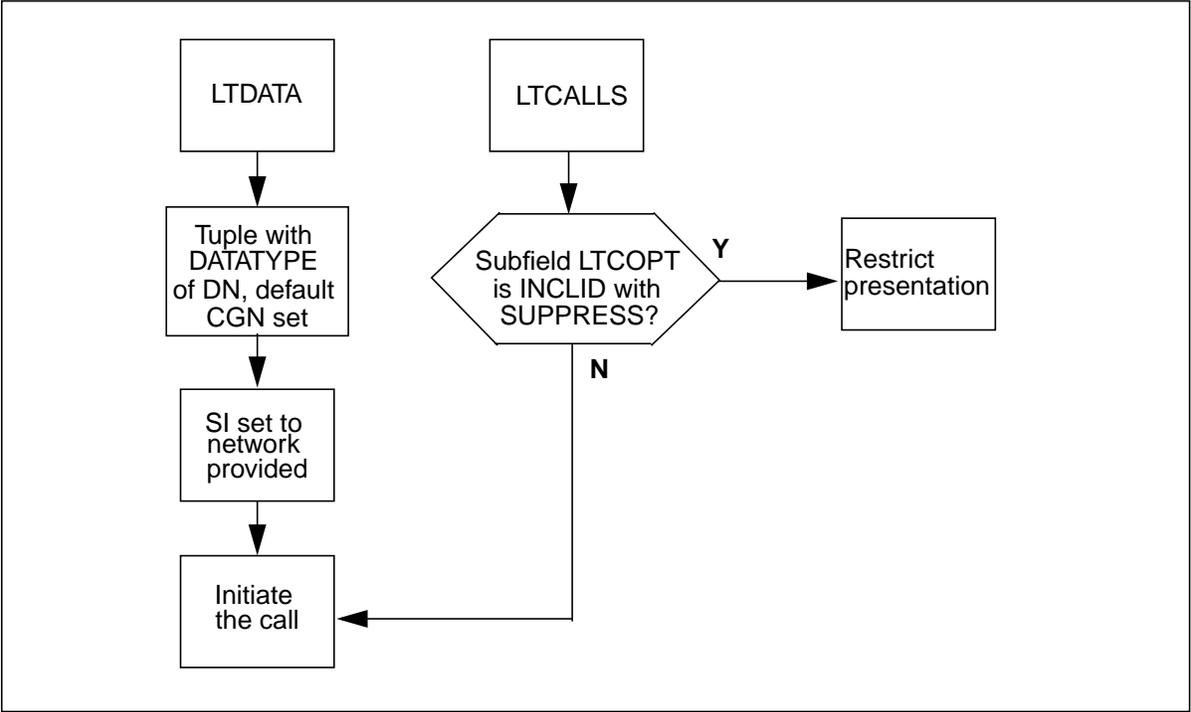 LTDATA
LTCALLS
Tuple with
DATATYPE
of DN, default
CGN set
Subfield LTCOPT
is INCLID with
SUPPRESS?
Y
Restrict
presentation
N
SI set to
network
provided
Initiate
the call